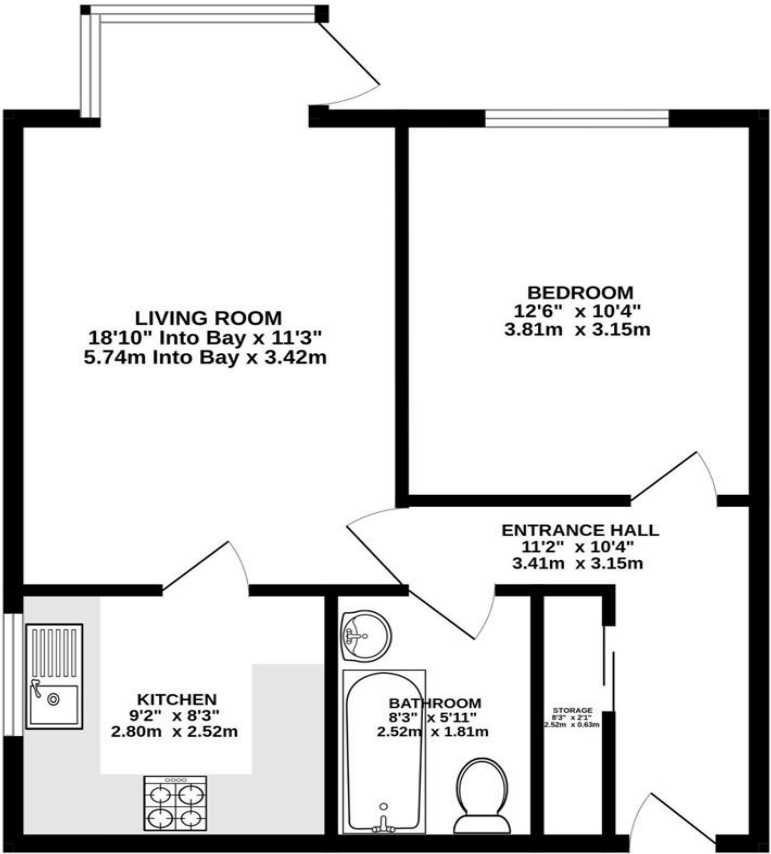 LIVING ROOM
18'10" Into Bay x 11'3"
5.74m Into Bay x 3.42m
BEDROOM
12'6" x 10'4"
3.81m x 3.15m
ENTRANCE HALL
11'2" x 10'4"
3.41m x 3.15m
KITCHEN
9'2" x 8'3"
2.80m x 2.52m
BATHROOM
8'3" x 5'11"
2.52m x 1.81m
STORAGE
8'3" x 2'1"
2.52m x 0.63m